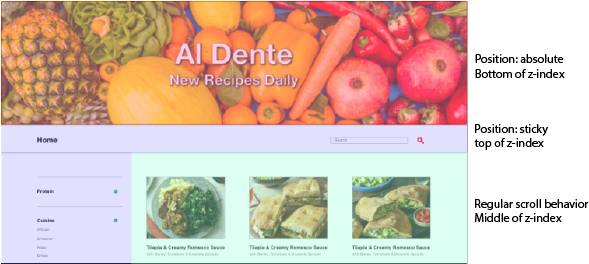 Al Dente
New Recipes Daily
Position: absolute
Bottom of z-index
Home
Search
Position: sticky
top of z-index
Protein
Cuisine
Regular scroll behavior
Middle of z-index
Tilapia & Creamy Romesco Sauce
Tilapia & Creamy Romesco Sauce
Tilapia & Creamy Romesco Sauce